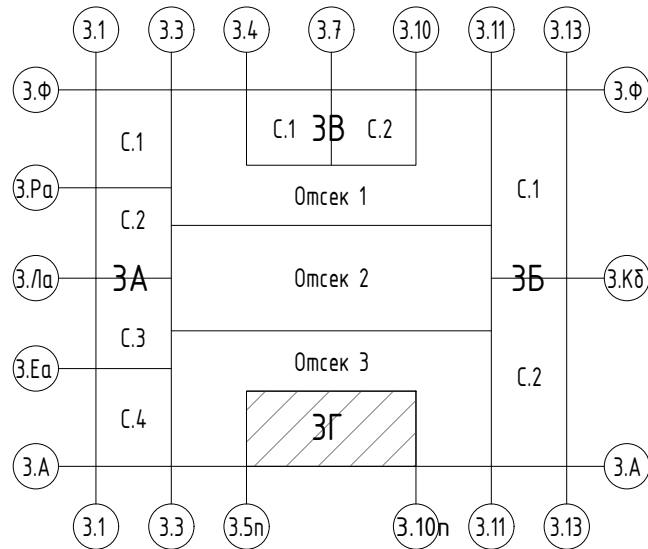 3.1 3.3 3.4 3.7 3.10 3.11 3.13
3.Ф 3.Ф
С.1 3В С.2
С.1
3.Ра С.1
Отсек 1
С.2
3.Ла 3А Отсек 2 3Б 3.Кб
С.3
Отсек 3
3.Еа С.2
С.4 3Г
3.А 3.А
3.1 3.3 3.5п 3.10п 3.11 3.13